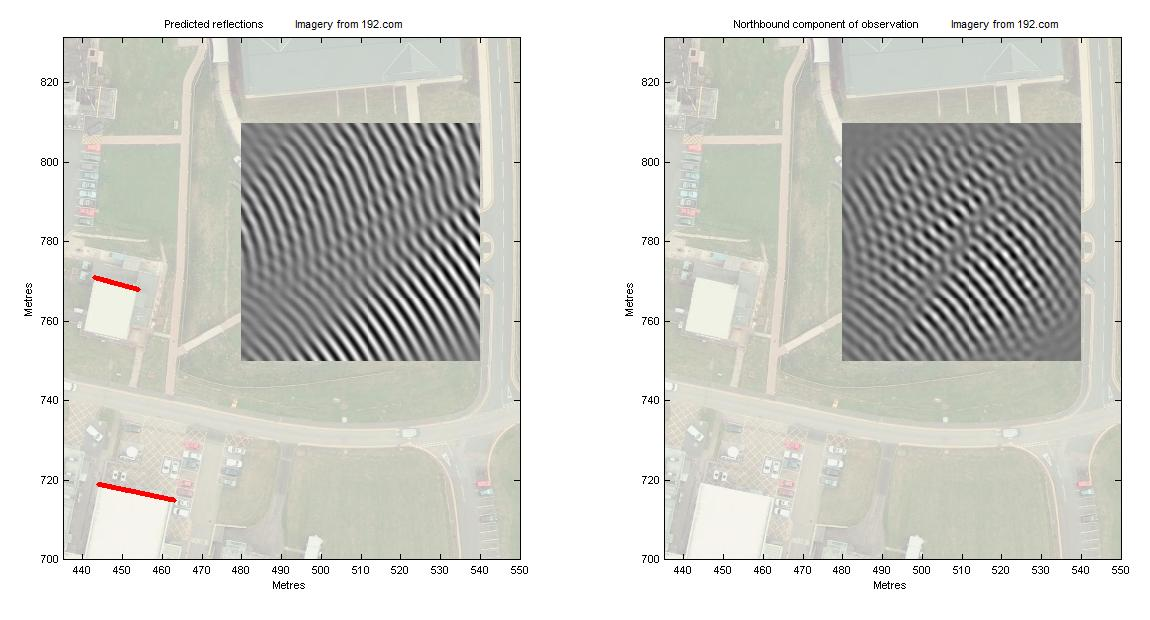 Predicted reflections Imagery from 192.com
820
800
780
760
740
720
700
Metres
440 450 460 470 480 490 500 510 520 530 540 550
Metres
Northbound component of observation Imagery from 192.com
820
800
780
760
740
720
700
Metres
440 450 460 470 480 490 500 510 520 530 540 550
Metres